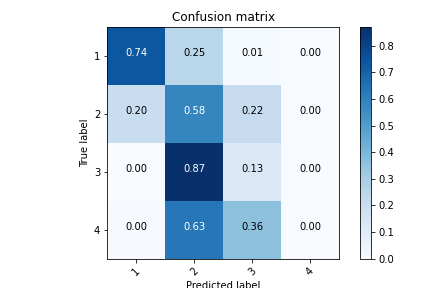 Confusion matrix
1 0.74 0.25 0.01 0.00
2 0.20 0.58 0.22 0.00
3 0.00 0.87 0.13 0.00
4 0.00 0.63 0.36 0.00
1 2 3 4
True label
Predicted label
0.8
0.7
0.6
0.5
0.4
0.3
0.2
0.1
0.0